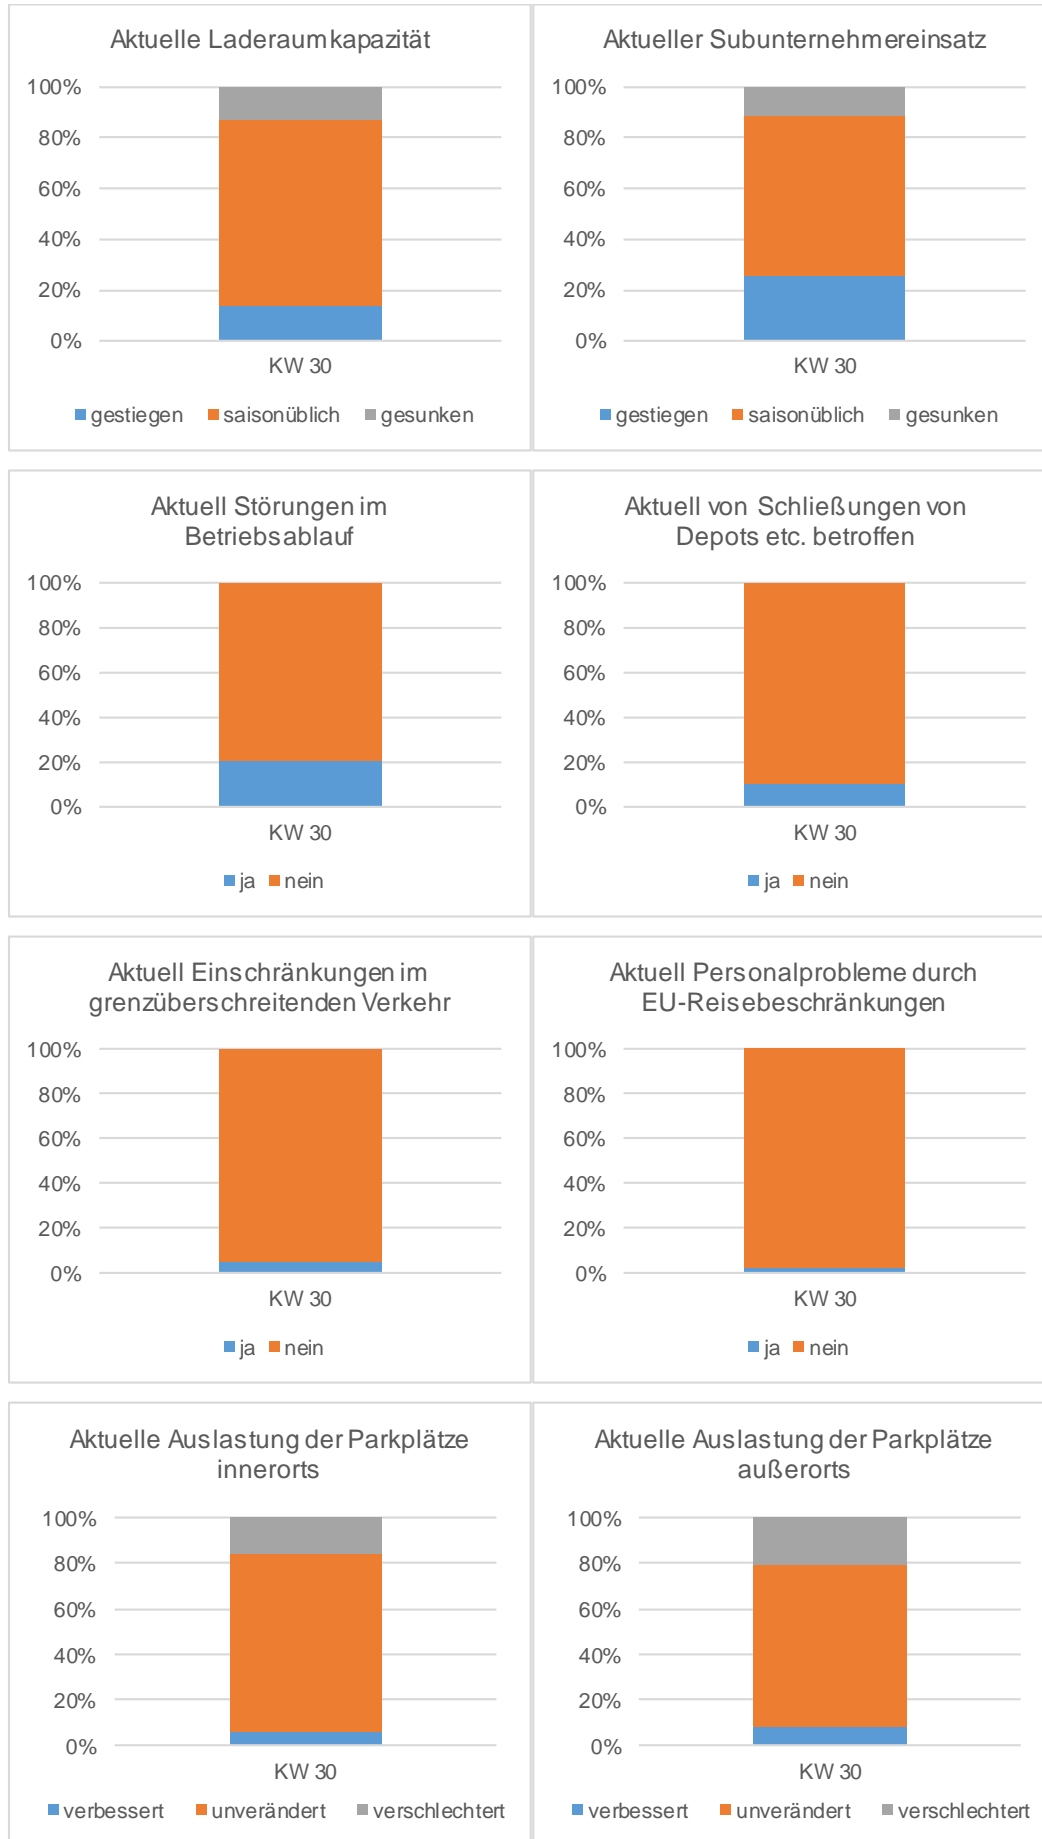 Aktuelle Laderaumkapazität
100%
80%
60%
40%
20%
0%
KW 30
gestiegen saisonüblich gesunken
Aktueller Subunternehmereinsatz
100%
80%
60%
40%
20%
0%
KW 30
gestiegen saisonüblich gesunken
Aktuell Störungen im
Betriebsablauf
100%
80%
60%
40%
20%
0%
KW 30
ja nein
Aktuell von Schließungen von
Depots etc. betroffen
100%
80%
60%
40%
20%
0%
KW 30
ja nein
Aktuell Einschränkungen im
grenzüberschreitenden Verkehr
100%
80%
60%
40%
20%
0%
KW 30
ja nein
Aktuell Personalprobleme durch
EU-Reisebeschränkungen
100%
80%
60%
40%
20%
0%
KW 30
ja nein
Aktuelle Auslastung der Parkplätze
innerorts
100%
80%
60%
40%
20%
0%
KW 30
verbessert unverändert verschlechtert
Aktuelle Auslastung der Parkplätze
außerorts
100%
80%
60%
40%
20%
0%
KW 30
verbessert unverändert verschlechtert